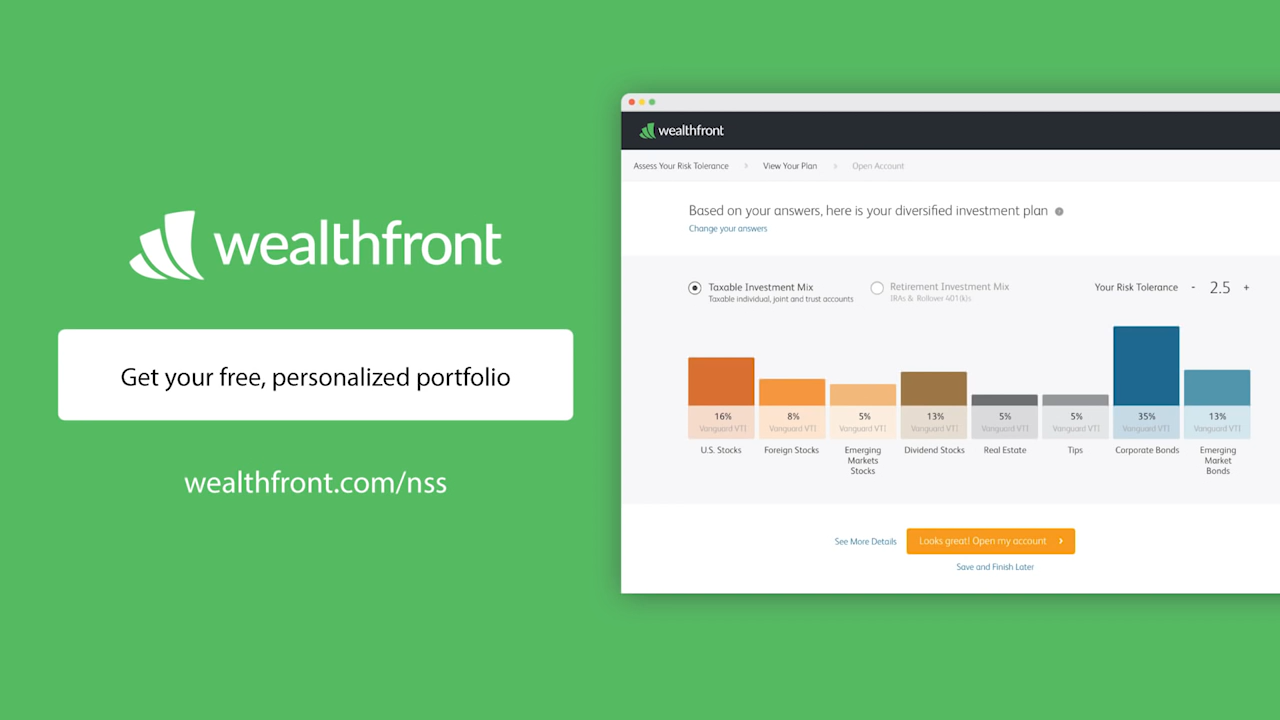 wealthfront
Get your free, personalized portfolio
wealthfront.com/nss
wealthfront
Assess Your Risk Tolerance > View Your Plan > Open Account
Based on your answers, here is your diversified investment plan
Change your answers
Taxable Investment Mix
Taxable individual, joint and trust accounts
Retirement Investment Mix
IRAs & Rollover 401(k)s.
Your Risk Tolerance - 2.5 +
16% 8% 5% 13% 5% 5% 35% 13%
Vanguard VTI Vanguard VTI Vanguard VTI Vanguard VTI Vanguard VTI Vanguard VTI Vanguard VTI Vanguard VTI
U.S. Stocks
Foreign Stocks
Emerging
Markets
Stocks
Dividend Stocks
Real Estate
Tips
Corporate Bonds
Emerging
Market
Bonds
See More Details
Looks great! Open my account >
Save and Finish Later